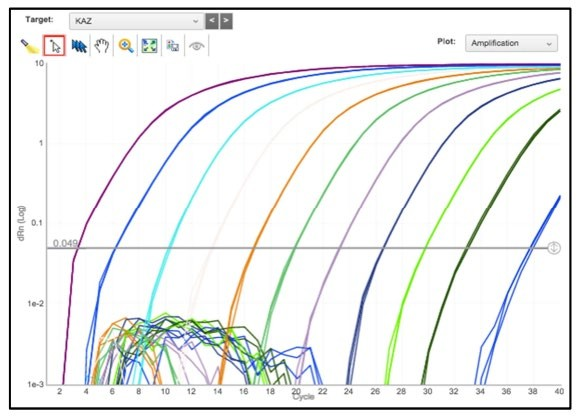 Target: KAZ < >
Plot: Amplification
10
1
0.1
1e-2
1e-3
dRn (Log)
0.049
2 4 6 8 10 12 14 16 18 20 22 24 26 28 30 32 34 36 38 40
Cycle